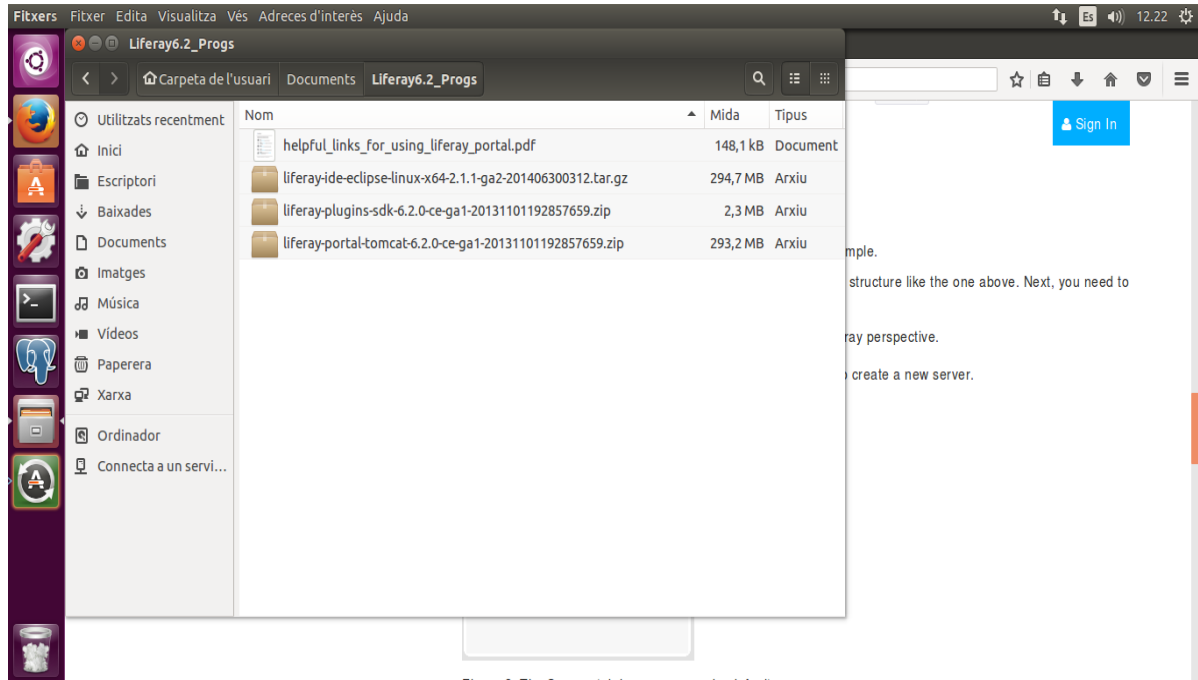 Fitxers Fitxer Edita Visualitza Vés Adreces d'interès Ajuda Es 12.22
Liferay6.2_Progs
Carpeta de l'usuari Documents Liferay6.2_Progs
Utilitzats recentment
Inici
Escriptori
Baixades
Documents
Imatges
Música
Vídeos
Paperera
Xarxa
Ordinador
Connecta a un servi...
Nom Mida Tipus
helpful_links_for_using_liferay_portal.pdf 148,1 kB Document
liferay-ide-eclipse-linux-x64-2.1.1-ga2-201406300312.tar.gz 294,7 MB Arxiu
liferay-plugins-sdk-6.2.0-ce-ga1-20131101192857659.zip 2,3 MB Arxiu
liferay-portal-tomcat-6.2.0-ce-ga1-20131101192857659.zip 293,2 MB Arxiu
Sign In
mple.
structure like the one above. Next, you need to
ray perspective.
create a new server.